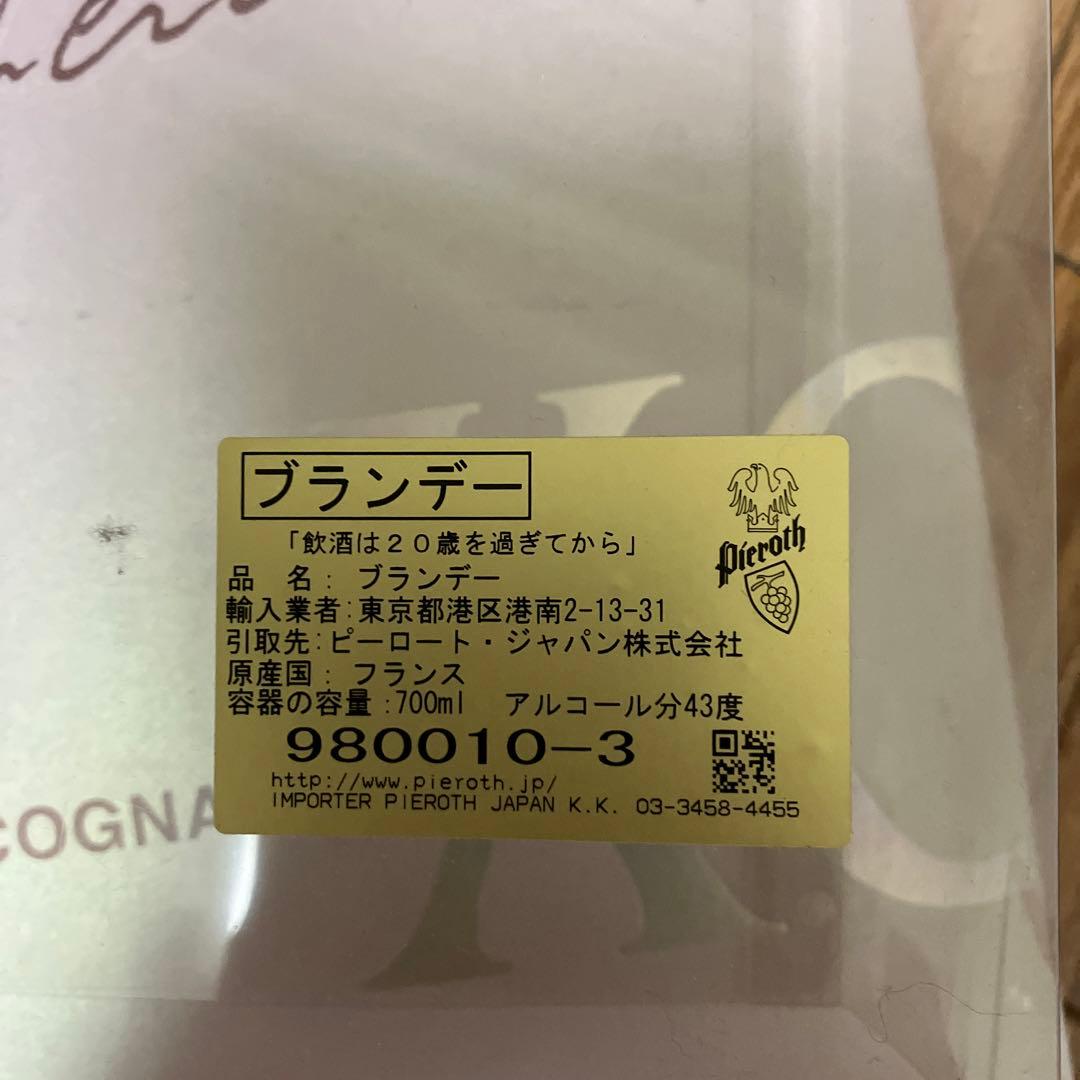 ブランデー
「飲酒は20歳を過ぎてから」
Pieroth
品 名: ブランデー
輸入業者:東京都港区港南2-13-31
引取先:ピーロート・ジャパン株式会社
原産国: フランス
容器の容量:700ml アルコール分43度
980010-3
http://www.pieroth.jp/
IMPORTER PIEROTH JAPAN K.K. 03-3458-4455
XO